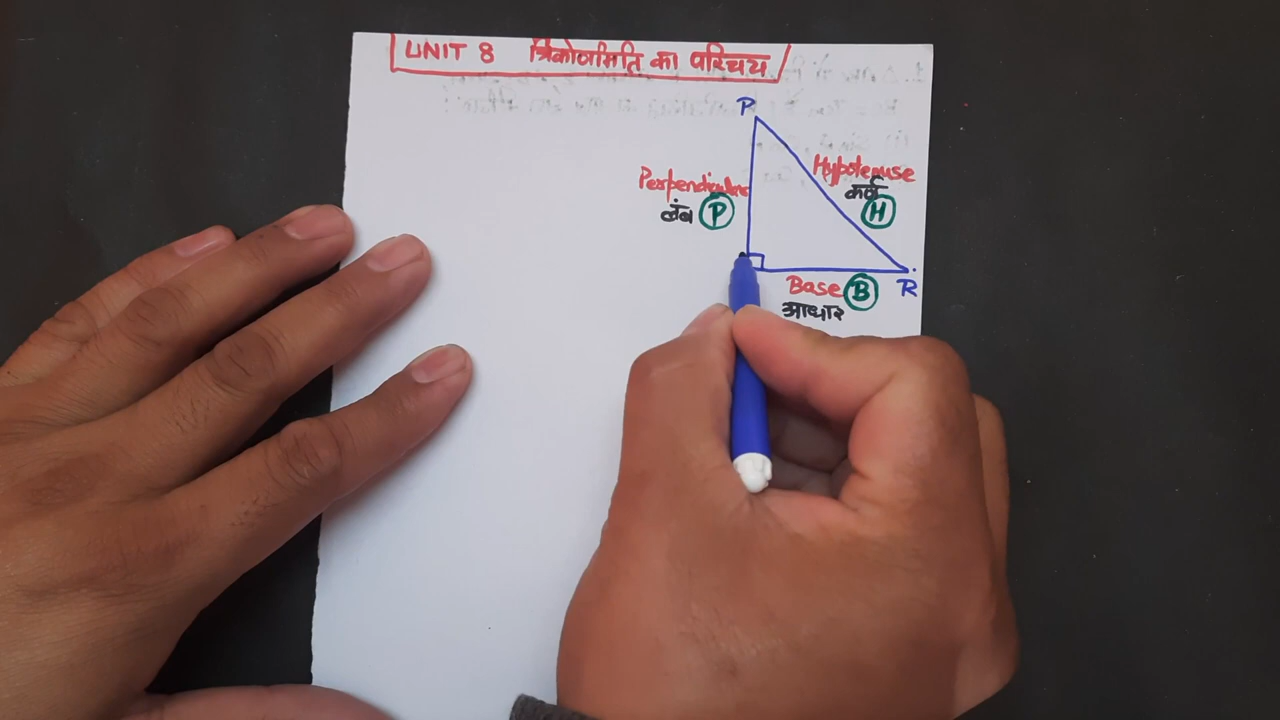 UNIT 8 त्रिकोणमिति का परिचय
P
Perpendicular
लंब P
Hypotenuse
कर्ण
H
Base B
R
आधार